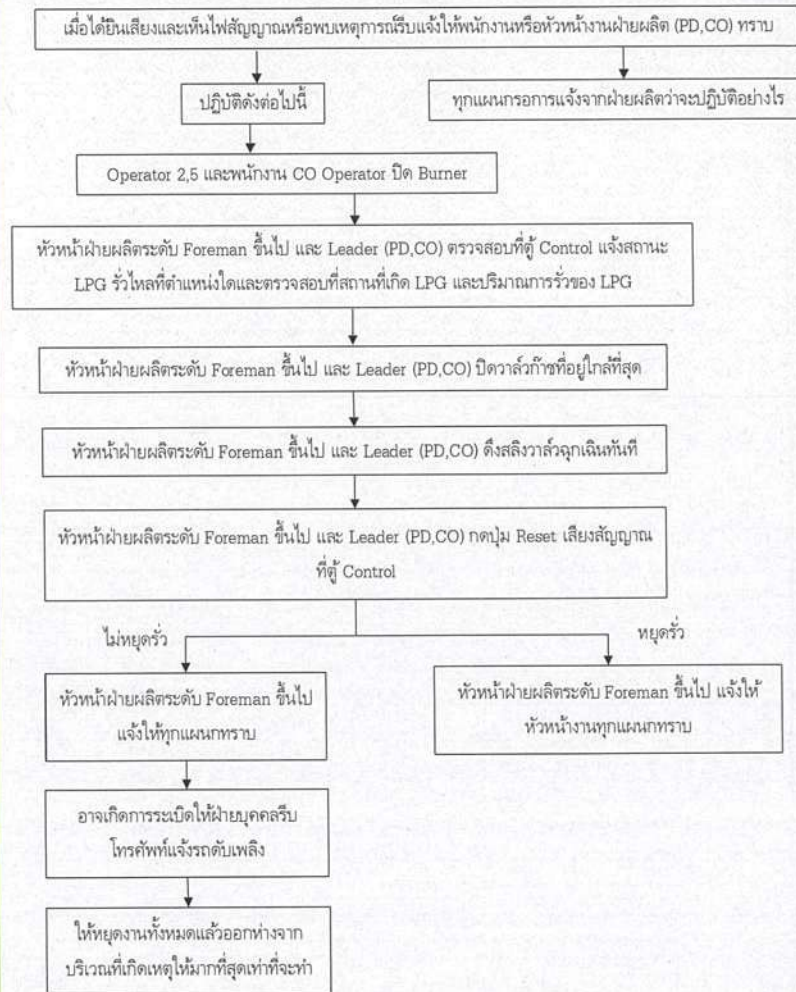 เมื่อได้ยินเสียงและเห็นไฟสัญญาณหรือพบเหตุการณ์รีบแจ้งให้พนักงานหรือหัวหน้างานฝ่ายผลิต (PD,CO) ทราบ
ปฏิบัติดังต่อไปนี้
ทุกแผนกรอการแจ้งจากฝ่ายผลิตว่าจะปฏิบัติอย่างไร
Operator 2,5 และพนักงาน CO Operator ปิด Burner
หัวหน้าฝ่ายผลิตระดับ Foreman ขึ้นไป และ Leader (PD,CO) ตรวจสอบที่ตู้ Control แจ้งสถานะ
LPG รั่วไหลที่ตำแหน่งใดและตรวจสอบที่สถานที่เกิด LPG และปริมาณการรั่วของ LPG
หัวหน้าฝ่ายผลิตระดับ Foreman ขึ้นไป และ Leader (PD,CO) ปิดวาล์วก๊าซที่อยู่ใกล้ที่สุด
หัวหน้าฝ่ายผลิตระดับ Foreman ขึ้นไป และ Leader (PD,CO) ดึงสลิงวาล์วฉุกเฉินทันที
หัวหน้าฝ่ายผลิตระดับ Foreman ขึ้นไป และ Leader (PD,CO) กดปุ่ม Reset เสียงสัญญาณ
ที่ตู้ Control
ไม่หยุดรั่ว
หยุดรั่ว
หัวหน้าฝ่ายผลิตระดับ Foreman ขึ้นไป
แจ้งให้ทุกแผนกทราบ
หัวหน้าฝ่ายผลิตระดับ Foreman ขึ้นไป แจ้งให้
หัวหน้างานทุกแผนกทราบ
อาจเกิดการระเบิดให้ฝ่ายบุคคลรีบ
โทรศัพท์แจ้งรถดับเพลิง
ให้หยุดงานทั้งหมดแล้วออกห่างจาก
บริเวณที่เกิดเหตุให้มากที่สุดเท่าที่จะทำ